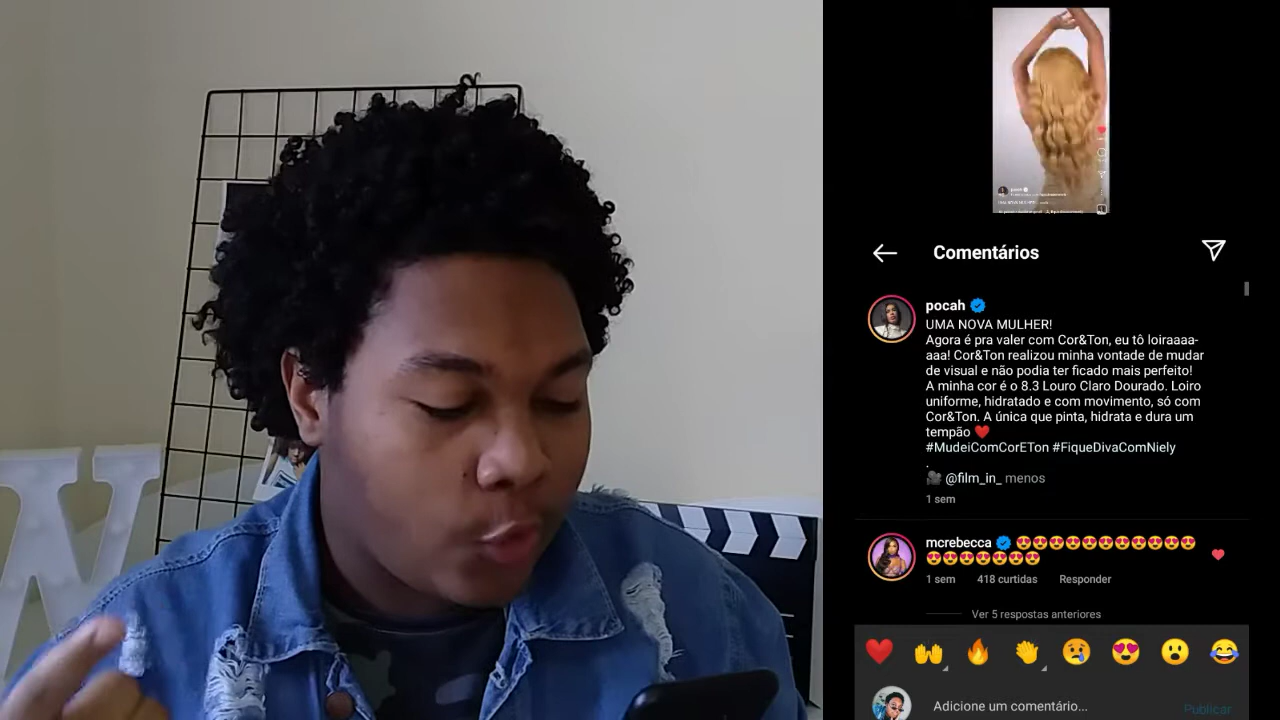 W
pocah
Comentários
pocah
UMA NOVA MULHER!
Agora é pra valer com Cor&Ton, eu tô loiraaaa-
aaa! Cor&Ton realizou minha vontade de mudar
de visual e não podia ter ficado mais perfeito!
A minha cor é o 8.3 Louro Claro Dourado. Loiro
uniforme, hidratado e com movimento, só com
Cor&Ton. A única que pinta, hidrata e dura um
tempão ❤️
#MudeiComCorETon #FiqueDivaComNiely
.
🎥 @film_in_ menos
1 sem
mcrebecca 😍😍😍😍😍😍😍😍😍😍😍
😍😍😍😍😍😍😍
1 sem 418 curtidas Responder
Ver 5 respostas anteriores
❤️ 🙌 🔥 👏 😢 😍 😮 😂
Adicione um comentário... Publicar